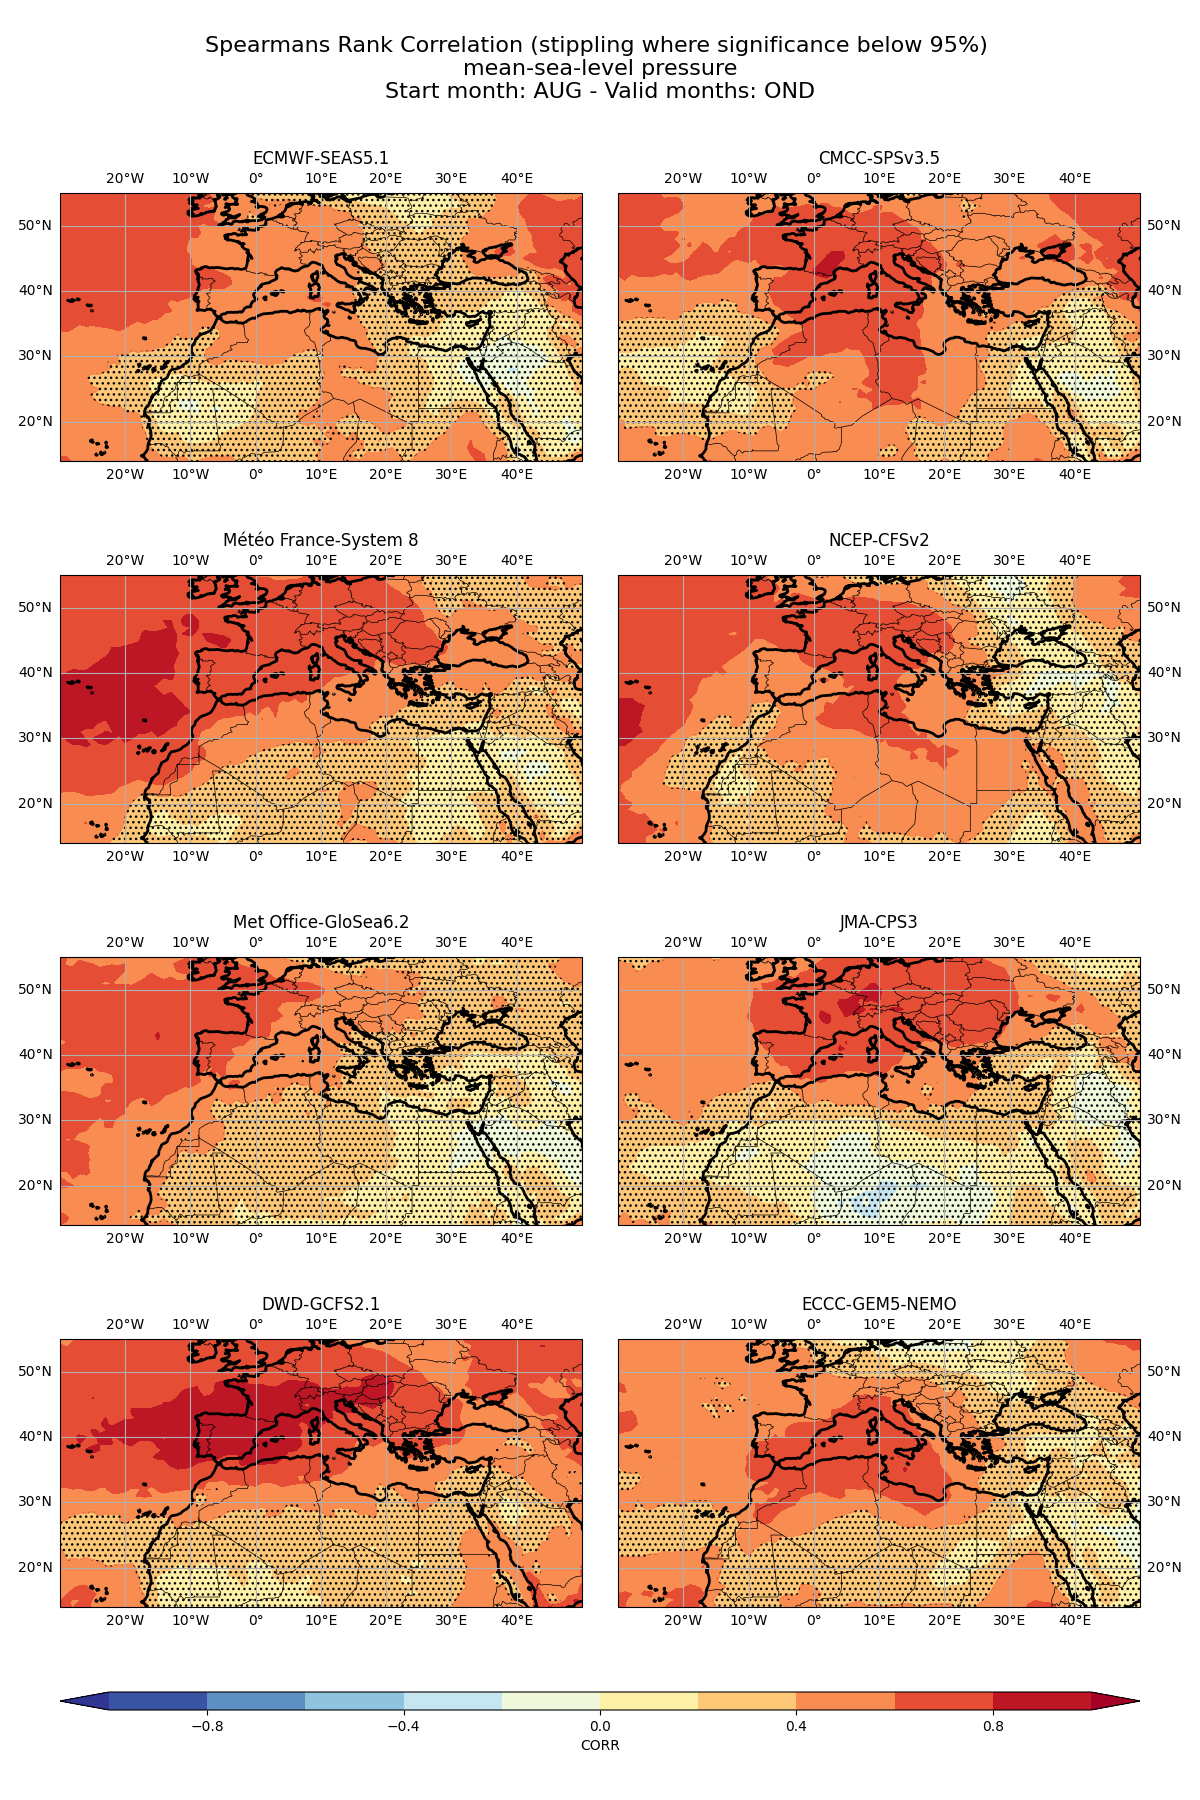 Spearmans Rank Correlation (stippling where significance below 95%)
mean-sea-level pressure
Start month: AUG - Valid months: OND
ECMWF-SEAS5.1 CMCC-SPSv3.5
20°W 10°W 0° 10°E 20°E 30°E 40°E 20°W 10°W 0° 10°E 20°E 30°E 40°E
50°N 50°N
40°N 40°N
30°N 30°N
20°N 20°N
20°W 10°W 0° 10°E 20°E 30°E 40°E 20°W 10°W 0° 10°E 20°E 30°E 40°E
Météo France-System 8 NCEP-CFSv2
20°W 10°W 0° 10°E 20°E 30°E 40°E 20°W 10°W 0° 10°E 20°E 30°E 40°E
50°N 50°N
40°N 40°N
30°N 30°N
20°N 20°N
20°W 10°W 0° 10°E 20°E 30°E 40°E 20°W 10°W 0° 10°E 20°E 30°E 40°E
Met Office-GloSea6.2 JMA-CPS3
20°W 10°W 0° 10°E 20°E 30°E 40°E 20°W 10°W 0° 10°E 20°E 30°E 40°E
50°N 50°N
40°N 40°N
30°N 30°N
20°N 20°N
20°W 10°W 0° 10°E 20°E 30°E 40°E 20°W 10°W 0° 10°E 20°E 30°E 40°E
DWD-GCFS2.1 ECCC-GEM5-NEMO
20°W 10°W 0° 10°E 20°E 30°E 40°E 20°W 10°W 0° 10°E 20°E 30°E 40°E
50°N 50°N
40°N 40°N
30°N 30°N
20°N 20°N
20°W 10°W 0° 10°E 20°E 30°E 40°E 20°W 10°W 0° 10°E 20°E 30°E 40°E
−0.8 −0.4 0.0 0.4 0.8
CORR